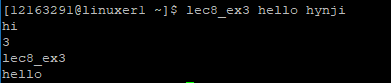 [12163291@linuxer1 ~]$ lec8_ex3 hello hynji
hi
3
lec8_ex3
hello